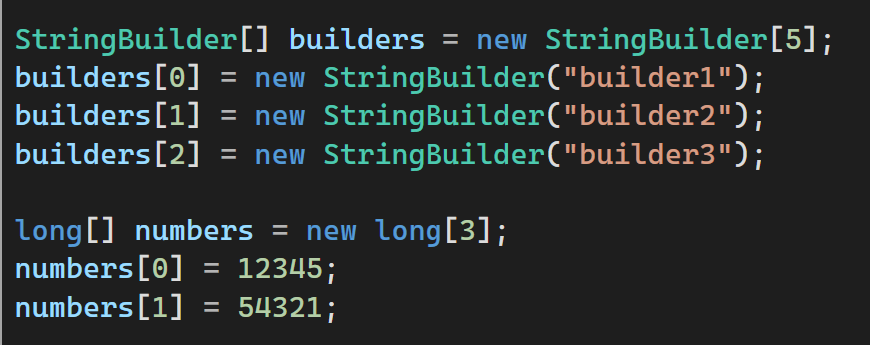 StringBuilder[] builders = new StringBuilder[5];
builders[0] = new StringBuilder("builder1");
builders[1] = new StringBuilder("builder2");
builders[2] = new StringBuilder("builder3");
long[] numbers = new long[3];
numbers[0] = 12345;
numbers[1] = 54321;